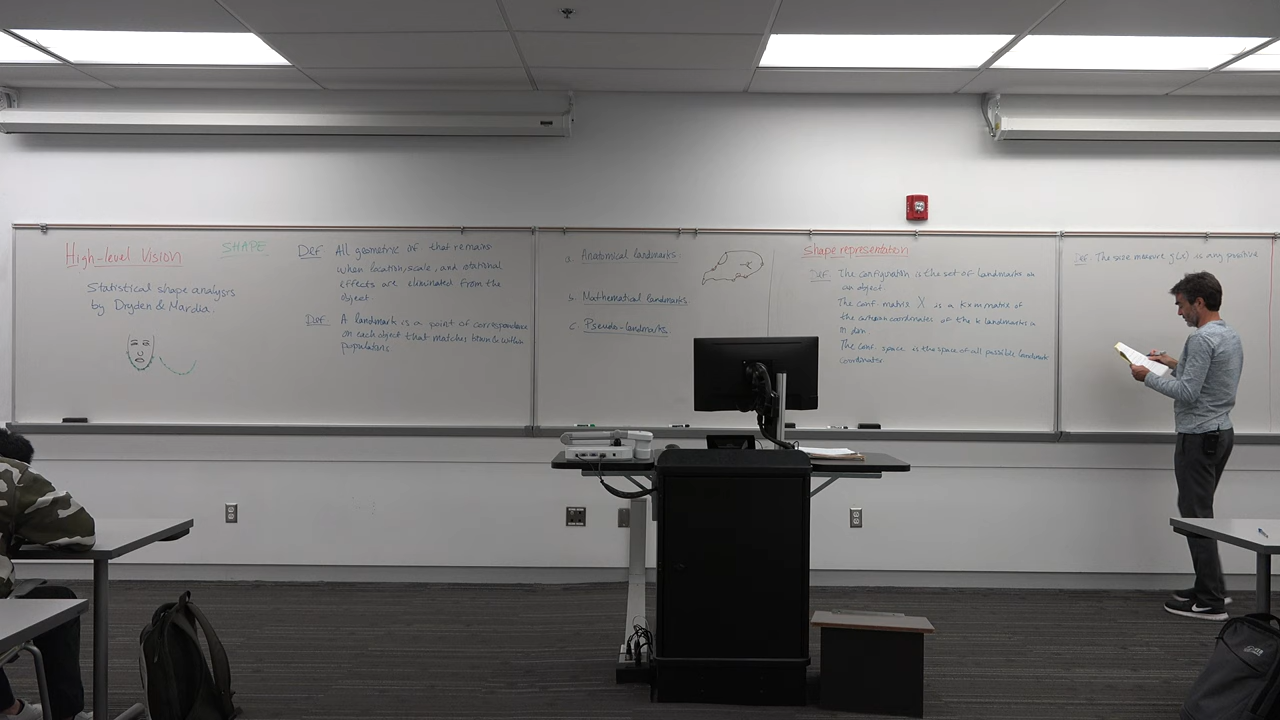 High-level Vision
SHAPE
Statistical shape analysis
by Dryden & Mardia
Def
All geometric
that remains
when location, scale, and rotational
effects are eliminated from the
object
Def
A landmark is a point of correspondence
on each object that matches
& within
populations
a. Anatomical landmarks
b. Mathematical landmarks
c. Pseudo-landmarks
Shape representation
Def. The configuration is the set of landmarks on
an object.
The conf. matrix X is a k x m matrix of
the cartesian coordinates of the k landmarks in
m dim
The conf. space is the space of all possible landmark
coordinates
Def. The size measure g(x) is any positive